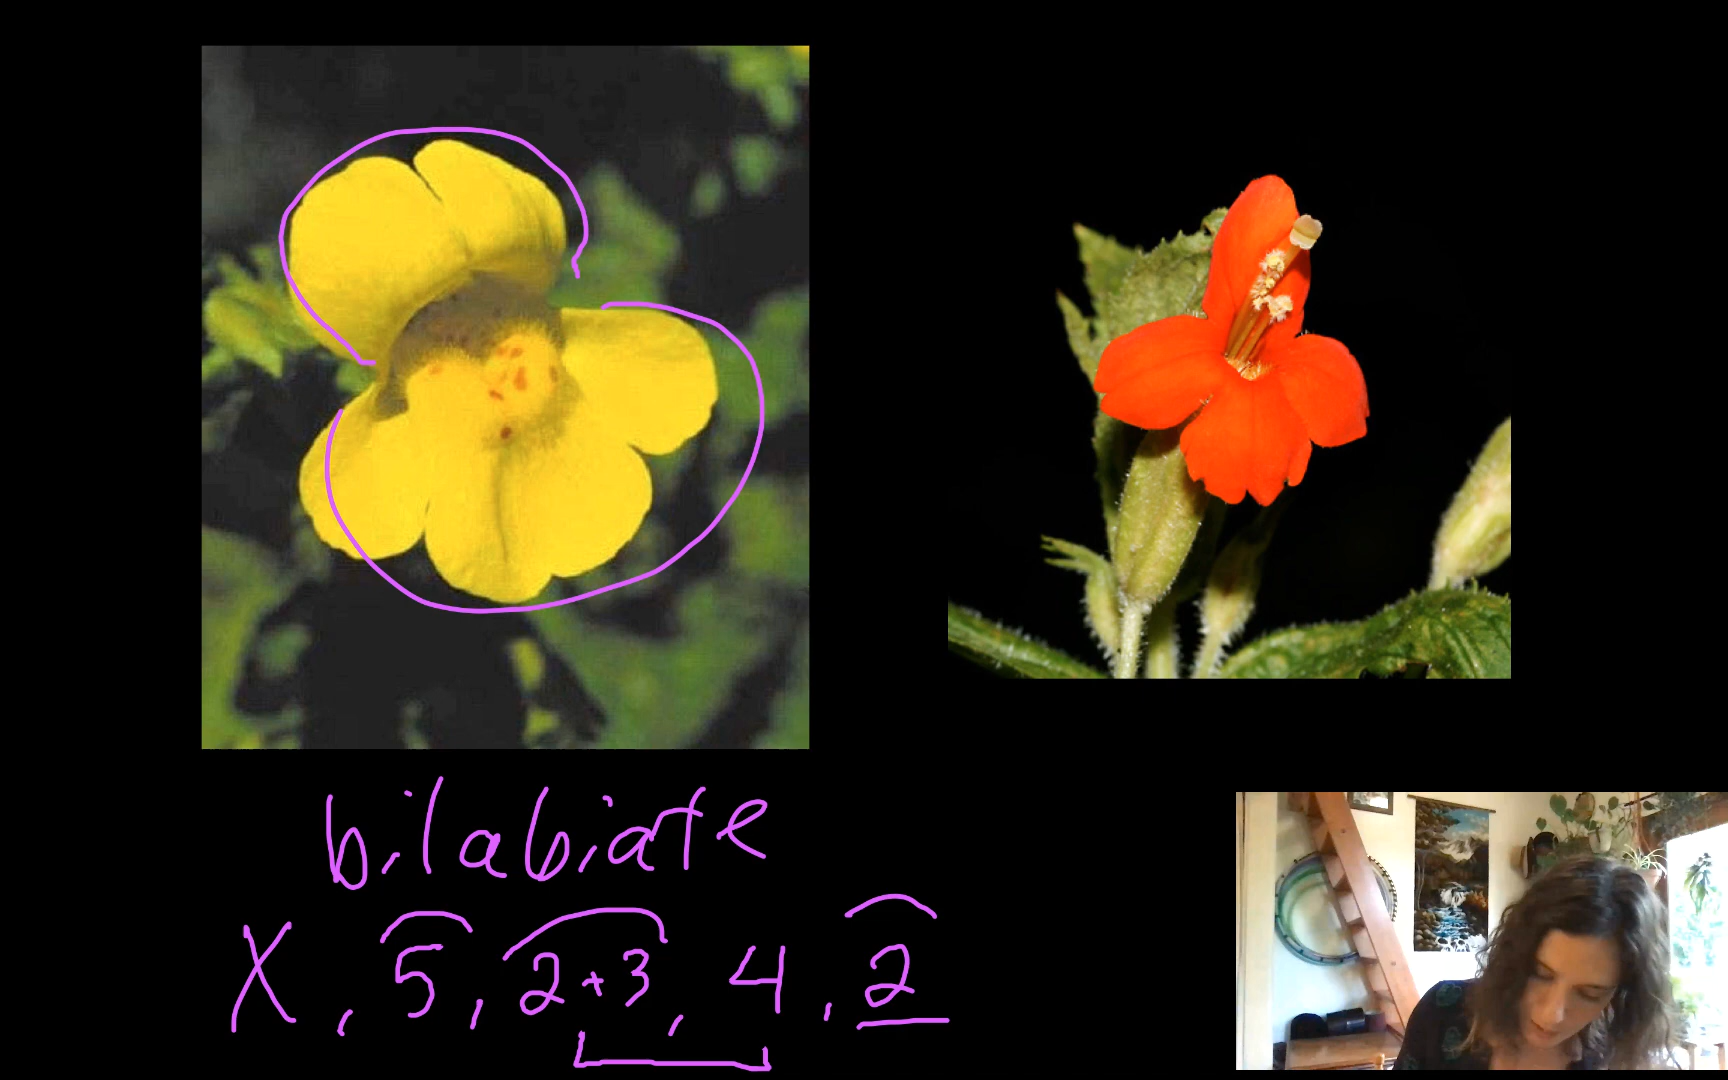 bilabiate
X, 5, 2+3, 4, 2